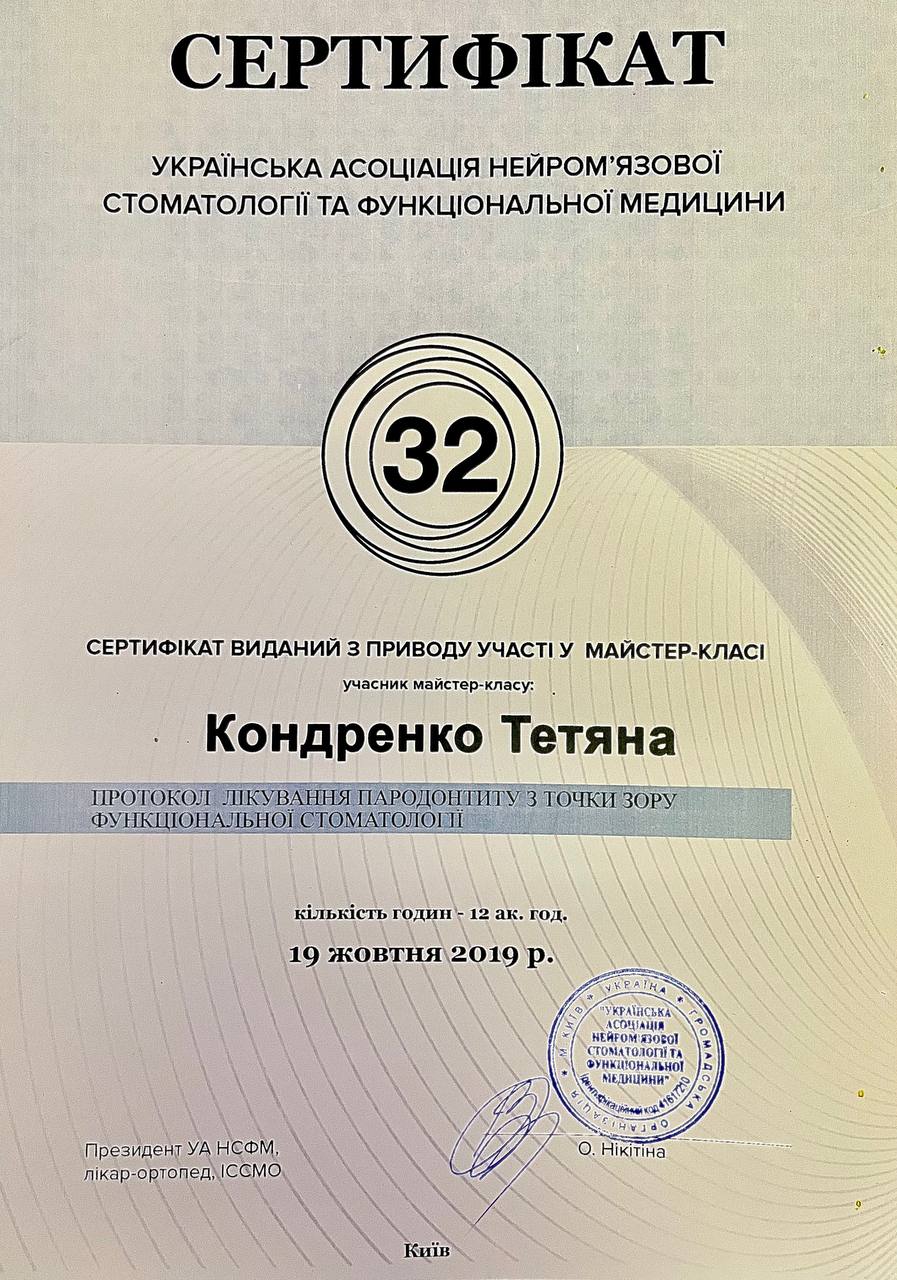 СЕРТИФІКАТ
УКРАЇНСЬКА АСОЦІАЦІЯ НЕЙРОМ'ЯЗОВОЇ
СТОМАТОЛОГІЇ ТА ФУНКЦІОНАЛЬНОЇ МЕДИЦИНИ
32
СЕРТИФІКАТ ВИДАНИЙ З ПРИВОДУ УЧАСТІ У МАЙСТЕР-КЛАСІ
учасник майстер-класу:
Кондренко Тетяна
ПРОТОКОЛ ЛІКУВАННЯ ПАРОДОНТИТУ З ТОЧКИ ЗОРУ
ФУНКЦІОНАЛЬНОЇ СТОМАТОЛОГІЇ
кількість годин - 12 ак. год.
19 жовтня 2019 р.
М. КИЇВ * УКРАЇНА * ГРОМАДСЬКА ОРГАНІЗАЦІЯ *
"УКРАЇНСЬКА
АСОЦІАЦІЯ
НЕЙРОМ'ЯЗОВОЇ
СТОМАТОЛОГІЇ ТА
ФУНКЦІОНАЛЬНОЇ
МЕДИЦИНИ"
Ідентифікаційний код 41617210
Президент УА НСФМ,
лікар-ортопед, ICCMO
О. Нікітіна
Київ